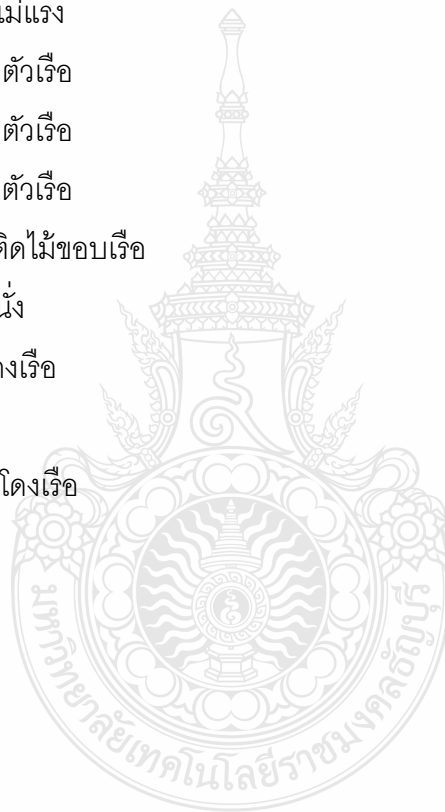 แม่แรง
ตัวเรือ
ตัวเรือ
ตัวเรือ
ติดไม้ขอบเรือ
นั่ง
งเรือ
โดงเรือ
มหาวิทยาลัยเทคโนโลยีราชมงคลธัญบุรี